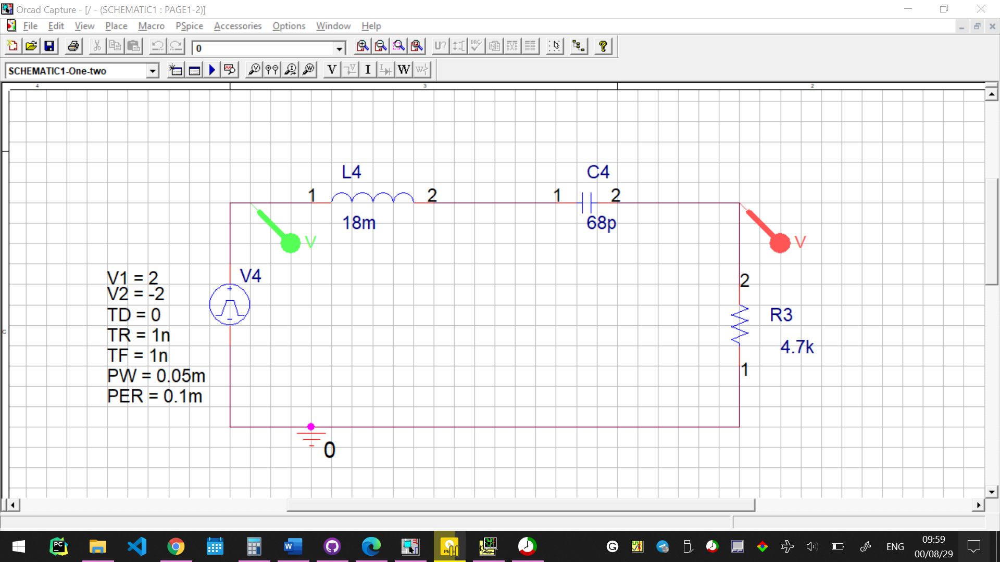 Orcad Capture - [/ - (SCHEMATIC1 : PAGE1-2)]
File Edit View Place Macro PSpice Accessories Options Window Help
0
U? DRC
SCHEMATIC1-One-two
V V I I W W
4 3 2
L4 C4
1 2 1 2
18m 68p
V V
V4
V1 = 2
V2 = -2
TD = 0
TR = 1n
TF = 1n
PW = 0.05m
PER = 0.1m
2
R3
4.7k
1
C
0
PC
W
G
ENG
09:59
00/08/29